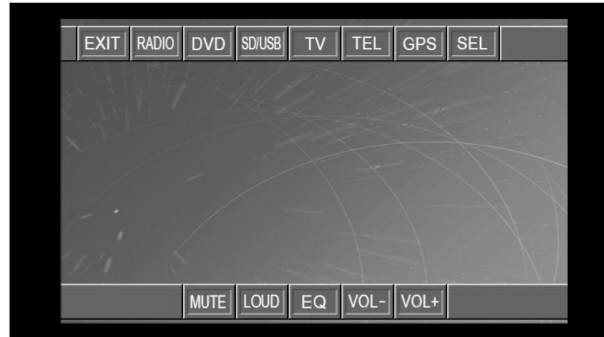 EXIT RADIO DVD SD/USB TV TEL GPS SEL
MUTE LOUD EQ VOL- VOL+